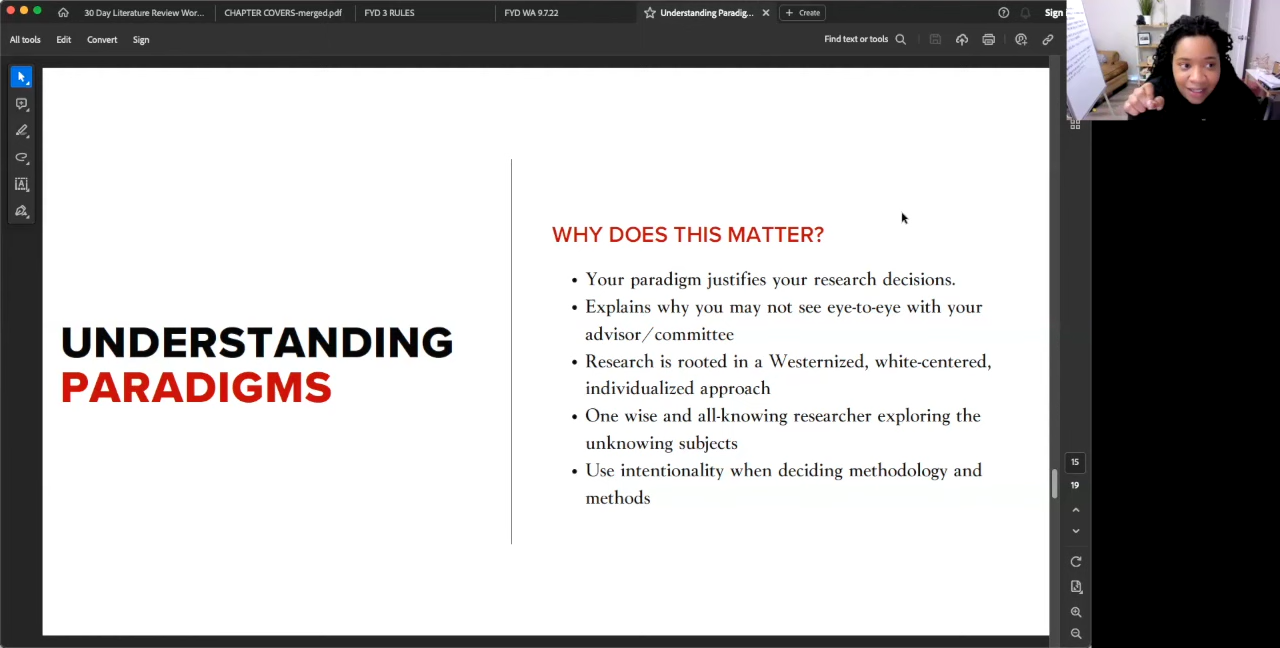 30 Day Literature Review Wor...
CHAPTER COVERS-merged.pdf
FYD 3 RULES
FYD WA 9.7.22
Understanding Paradig...
Create
Sign
All tools
Edit
Convert
Sign
Find text or tools
UNDERSTANDING
PARADIGMS
WHY DOES THIS MATTER?
• Your paradigm justifies your research decisions.
• Explains why you may not see eye-to-eye with your
advisor/committee
• Research is rooted in a Westernized, white-centered,
individualized approach
• One wise and all-knowing researcher exploring the
unknowing subjects
• Use intentionality when deciding methodology and
methods
15
19